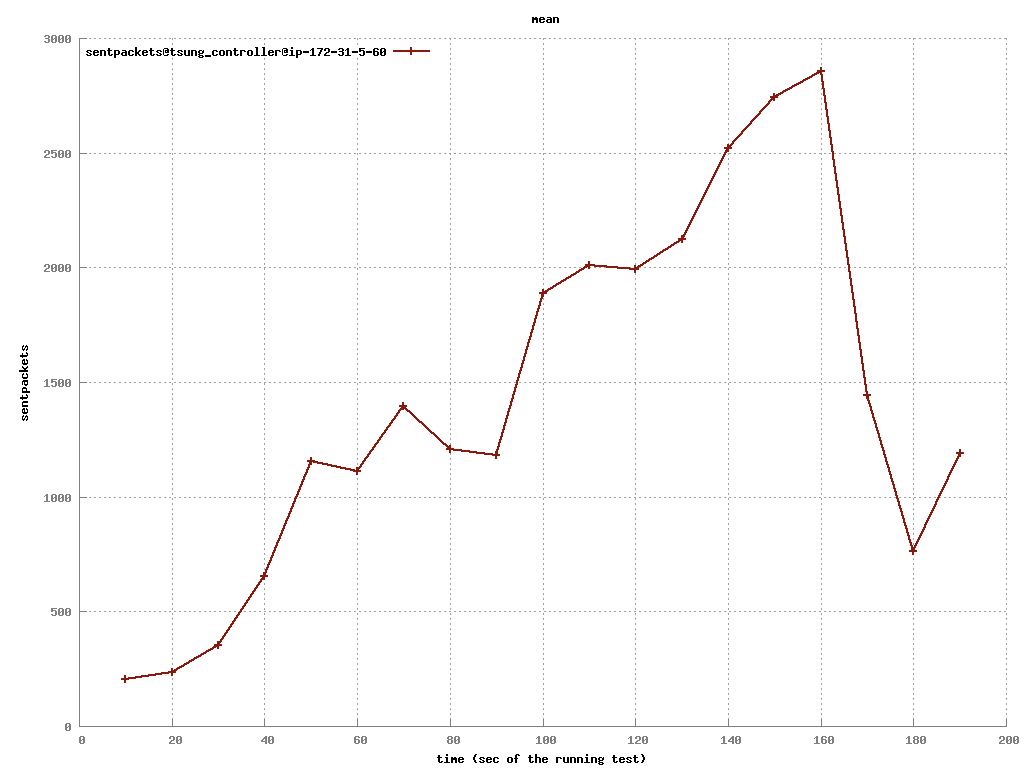 mean
sentpackets@tsung_controller@ip-172-31-5-60
3000
2500
2000
1500
1000
500
0
sentpackets
0 20 40 60 80 100 120 140 160 180 200
time (sec of the running test)